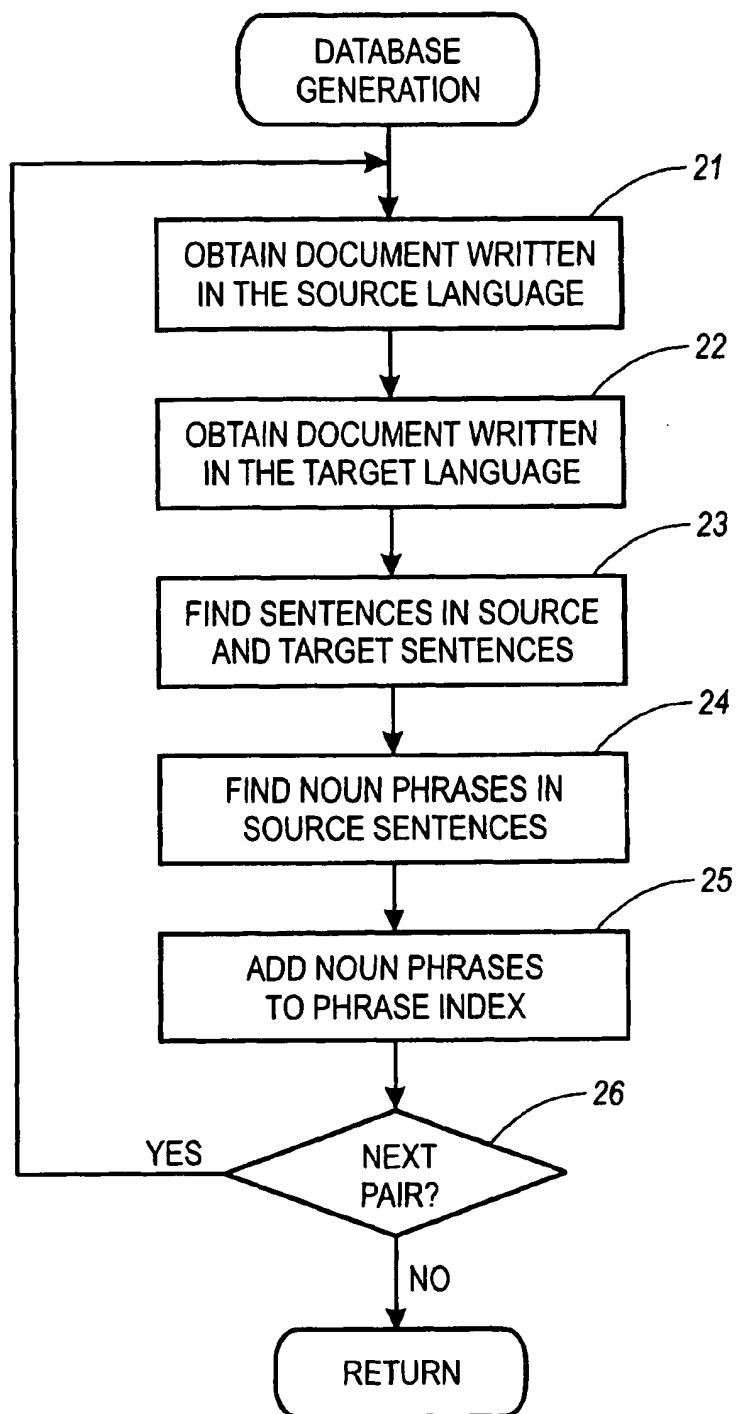 DATABASE
GENERATION
21
OBTAIN DOCUMENT WRITTEN
IN THE SOURCE LANGUAGE
22
OBTAIN DOCUMENT WRITTEN
IN THE TARGET LANGUAGE
23
FIND SENTENCES IN SOURCE
AND TARGET SENTENCES
24
FIND NOUN PHRASES IN
SOURCE SENTENCES
25
ADD NOUN PHRASES
TO PHRASE INDEX
26
YES
NEXT
PAIR?
NO
RETURN